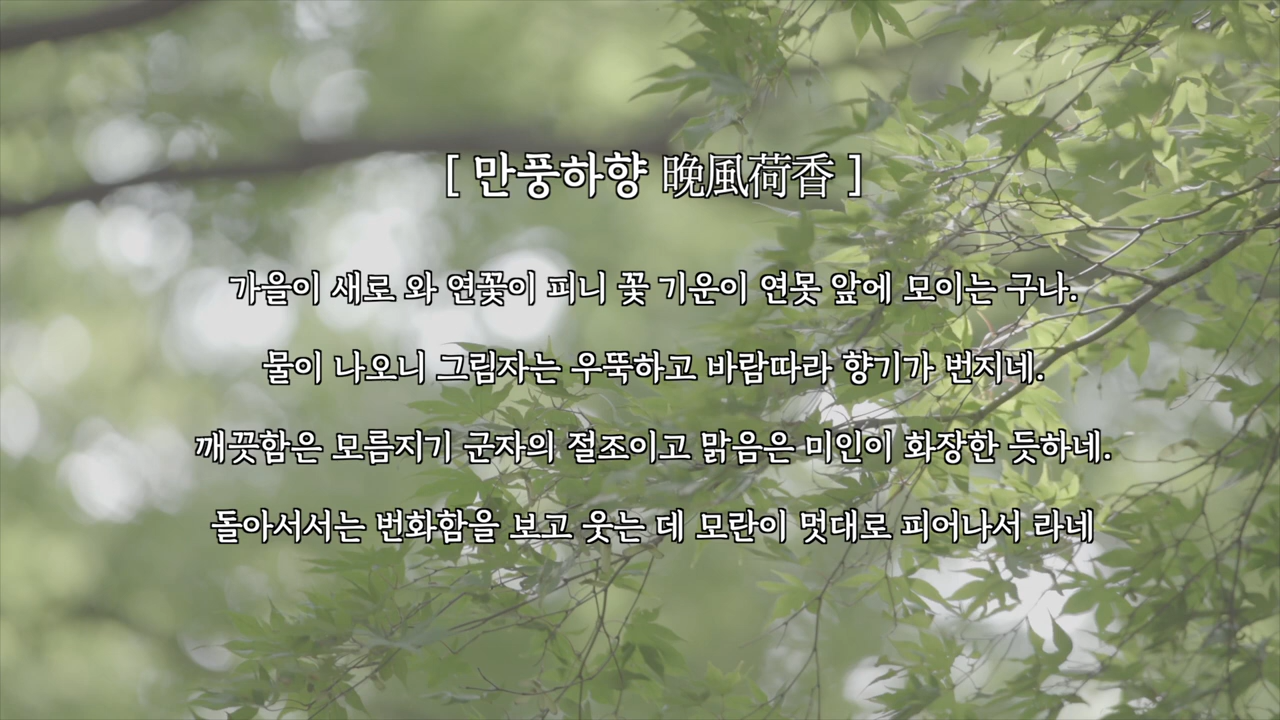 [ 만풍하향 晩風荷香 ]
가을이 새로 와 연꽃이 피니 꽃 기운이 연못 앞에 모이는 구나.
물이 나오니 그림자는 우뚝하고 바람따라 향기가 번지네.
깨끗함은 모름지기 군자의 절조이고 맑음은 미인이 화장한 듯하네.
돌아서서는 번화함을 보고 웃는 데 모란이 멋대로 피어나서 라네